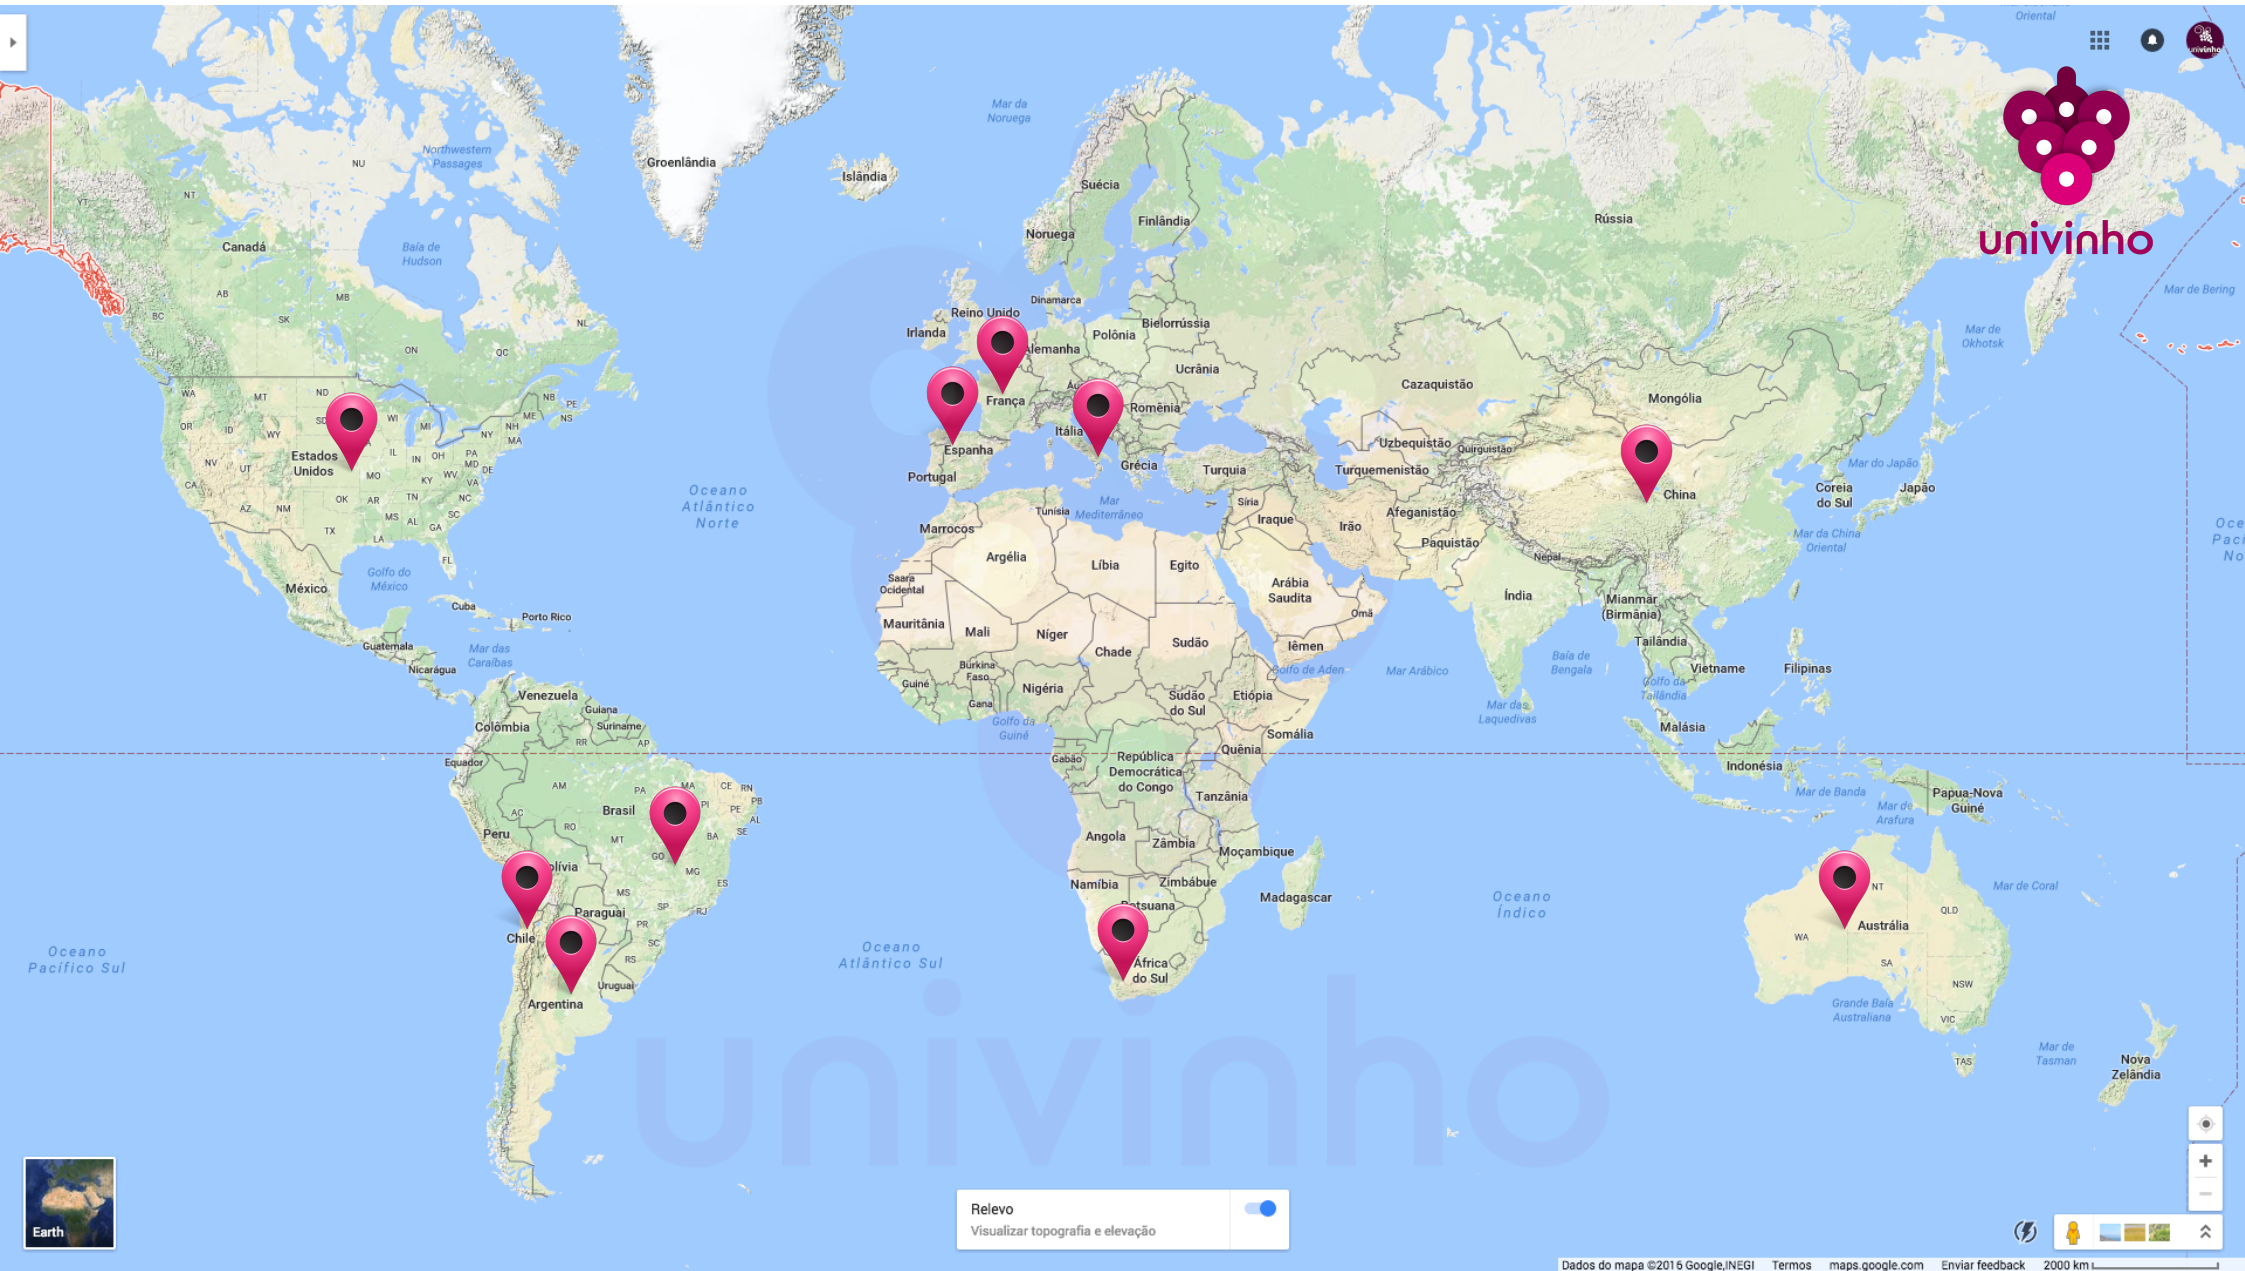 Mar
Oriental
univinho
univinho
Groenlândia
Northwestern
Passages
NU
NT
YT
Canadá
Baía de
Hudson
AB
MB
BC
SK
NL
ON
QC
Mar da
Noruega
Islândia
Suécia
Finlândia
Noruega
Rússia
Dinamarca
Reino Unido
Irlanda
Alemanha
Polônia
Bielorrússia
Ucrânia
França
Romênia
Itália
Espanha
Portugal
Grécia
Turquia
Cazaquistão
Mongólia
Uzbequistão
Quirguistão
Turquemenistão
China
Coreia
do Sul
Japão
Mar do Japão
Mar da China
Oriental
Mar de
Okhotsk
Mar de Bering
WA
MT
ND
OR
ID
WY
SD
WI
MI
NB
PE
NS
ME
NH
NY
MA
Estados
Unidos
NV
UT
CA
IL
IN
OH
PA
MD
DE
MO
KY
WV
VA
OK
AR
TN
NC
AZ
NM
MS
AL
GA
SC
TX
LA
FL
Golfo do
México
México
Cuba
Porto Rico
Guatemala
Nicarágua
Mar das
Caraíbas
Oceano
Atlântico
Norte
Mar
Mediterrâneo
Tunísia
Marrocos
Argélia
Líbia
Egito
Saara
Ocidental
Mauritânia
Mali
Níger
Chade
Sudão
Burkina
Faso
Guiné
Gana
Nigéria
Golfo da
Guiné
Sudão
do Sul
Etiópia
Somália
Quênia
Gabão
República
Democrática
do Congo
Tanzânia
Angola
Zâmbia
Moçambique
Namíbia
Zimbábue
Botsuana
África
do Sul
Madagascar
Síria
Iraque
Irão
Afeganistão
Paquistão
Arábia
Saudita
Omã
Iêmen
Golfo de Aden
Mar Arábico
Nepal
Índia
Mianmar
(Birmânia)
Tailândia
Vietname
Filipinas
Baía de
Bengala
Golfo da
Tailândia
Mar das
Laquedivas
Malásia
Indonésia
Mar de Banda
Mar de
Arafura
Papua-Nova
Guiné
Venezuela
Guiana
Suriname
Colômbia
RR
AP
Equador
AM
PA
MA
CE
RN
PB
PI
PE
AL
SE
BA
Brasil
AC
RO
MT
GO
MG
ES
MS
SP
RJ
PR
SC
RS
Peru
Bolívia
Paraguai
Chile
Uruguai
Argentina
Oceano
Pacífico Sul
Oceano
Atlântico Sul
Oceano
Índico
NT
QLD
Austrália
WA
SA
NSW
VIC
TAS
Mar de Coral
Grande Baía
Australiana
Mar de
Tasman
Nova
Zelândia
univinho
Earth
Relevo
Visualizar topografia e elevação
Dados do mapa ©2016 Google,INEGI Termos maps.google.com Enviar feedback 2000 km